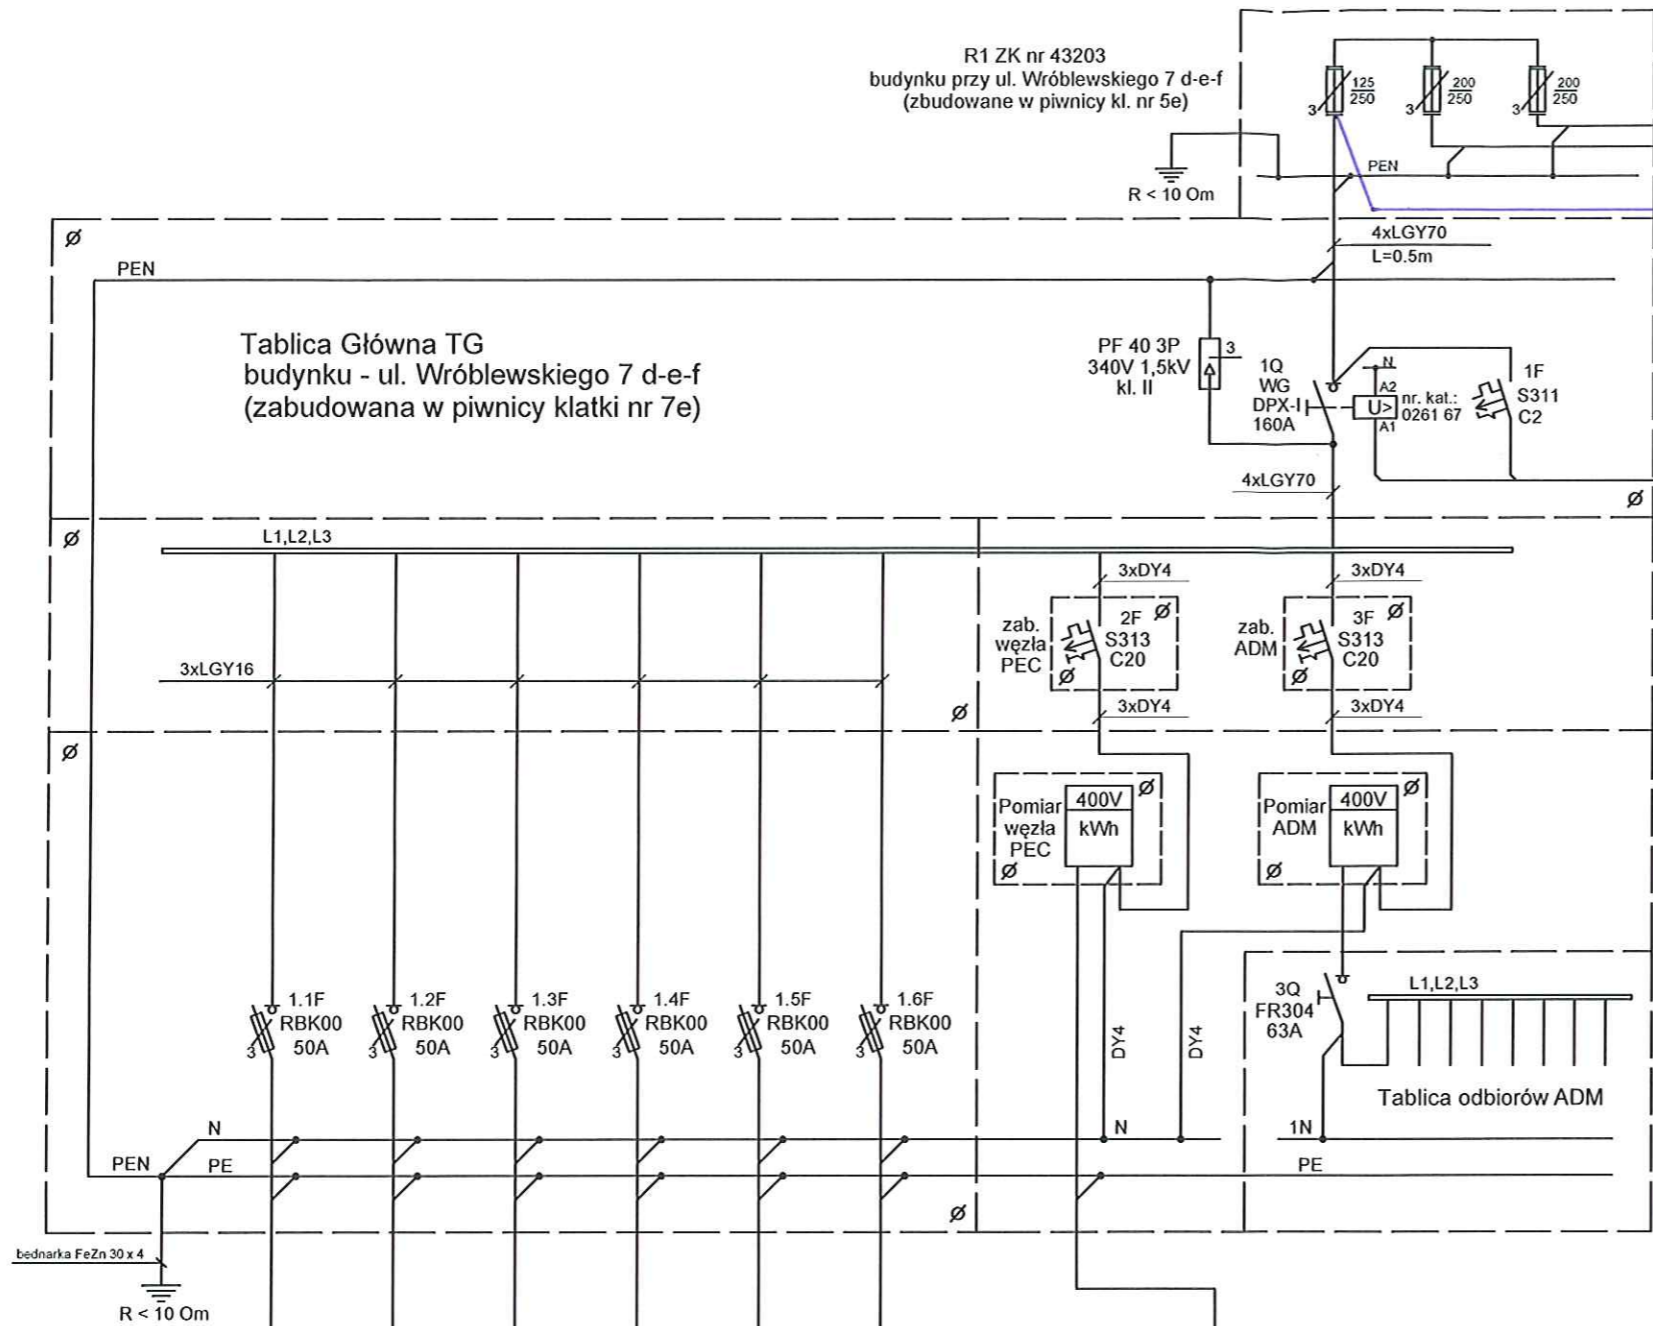 R1 ZK nr 43203
budynku przy ul. Wróblewskiego 7 d-e-f
(zbudowane w piwnicy kl. nr 5e)
125
250
3
200
250
3
200
250
3
PEN
R < 10 Om
4xLGY70
L=0.5m
Ø
PEN
Tablica Główna TG
budynku - ul. Wróblewskiego 7 d-e-f
(zabudowana w piwnicy klatki nr 7e)
PF 40 3P
340V 1,5kV
kl. II
3
1Q
WG
DPX-I
160A
N
A2
U>
A1
nr. kat.:
0261 67
1F
S311
C2
4xLGY70
Ø
Ø
L1,L2,L3
3xDY4
3xDY4
zab.
węzła
PEC
2F
S313
C20
Ø
Ø
zab.
ADM
3F
S313
C20
Ø
Ø
3xLGY16
3xDY4
3xDY4
Ø
Ø
Pomiar
węzła
PEC
400V
kWh
Ø
Ø
Pomiar
ADM
400V
kWh
Ø
Ø
1.1F
RBK00
50A
3
1.2F
RBK00
50A
3
1.3F
RBK00
50A
3
1.4F
RBK00
50A
3
1.5F
RBK00
50A
3
1.6F
RBK00
50A
3
DY4
DY4
3Q
FR304
63A
L1,L2,L3
Tablica odbiorów ADM
N
N
1N
PEN
PE
PE
Ø
bednarka FeZn 30 x 4
R < 10 Om